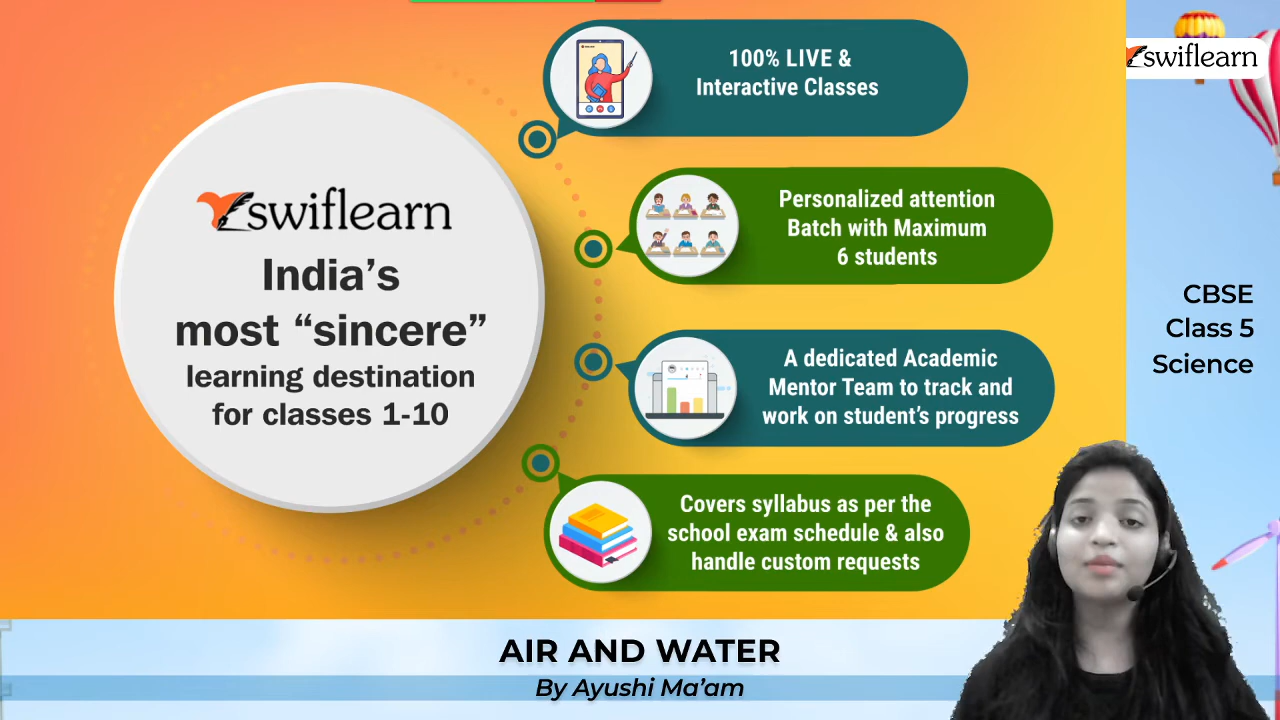 swiflearn
India's
most “sincere”
learning destination
for classes 1-10
100% LIVE &
Interactive Classes
Personalized attention
Batch with Maximum
6 students
A dedicated Academic
Mentor Team to track and
work on student's progress
Covers syllabus as per the
school exam schedule & also
handle custom requests
swiflearn
CBSE
Class 5
Science
AIR AND WATER
By Ayushi Ma'am